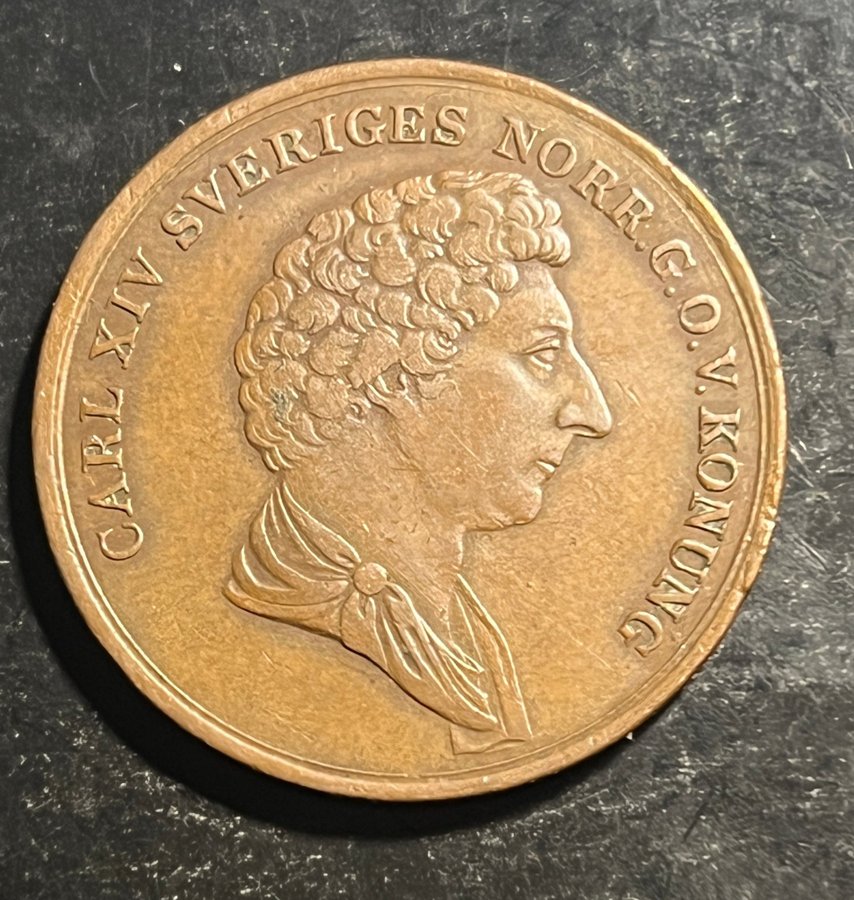 CARL XIV SVERIGES NORR. G. O. V. KONUNG